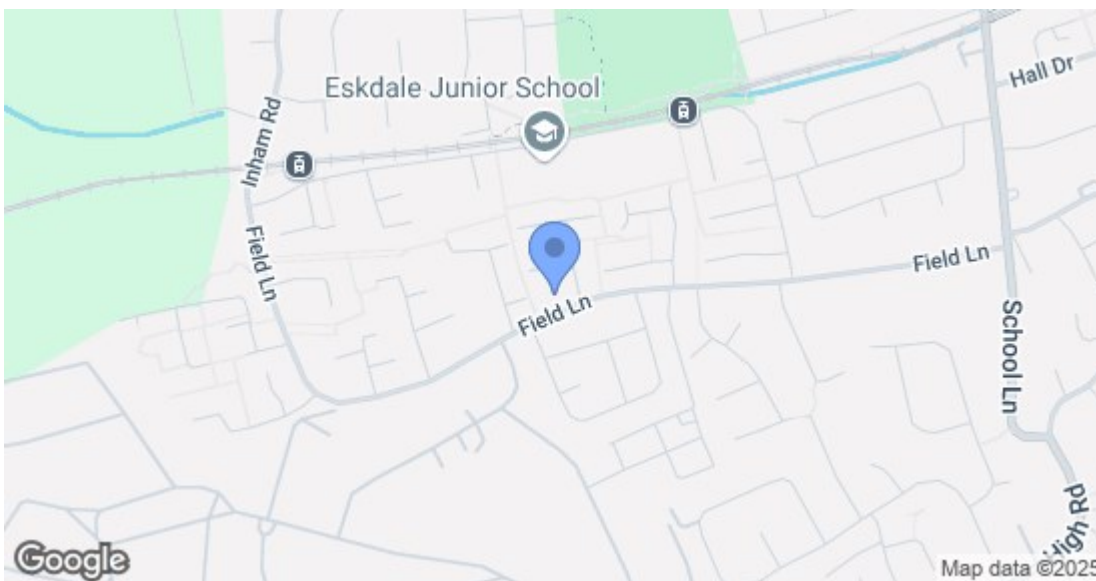 Eskdale Junior School
Hall Dr
Inham Rd
Field Ln
Field Ln
Field Ln
School Ln
High Rd
Google
Map data ©2025